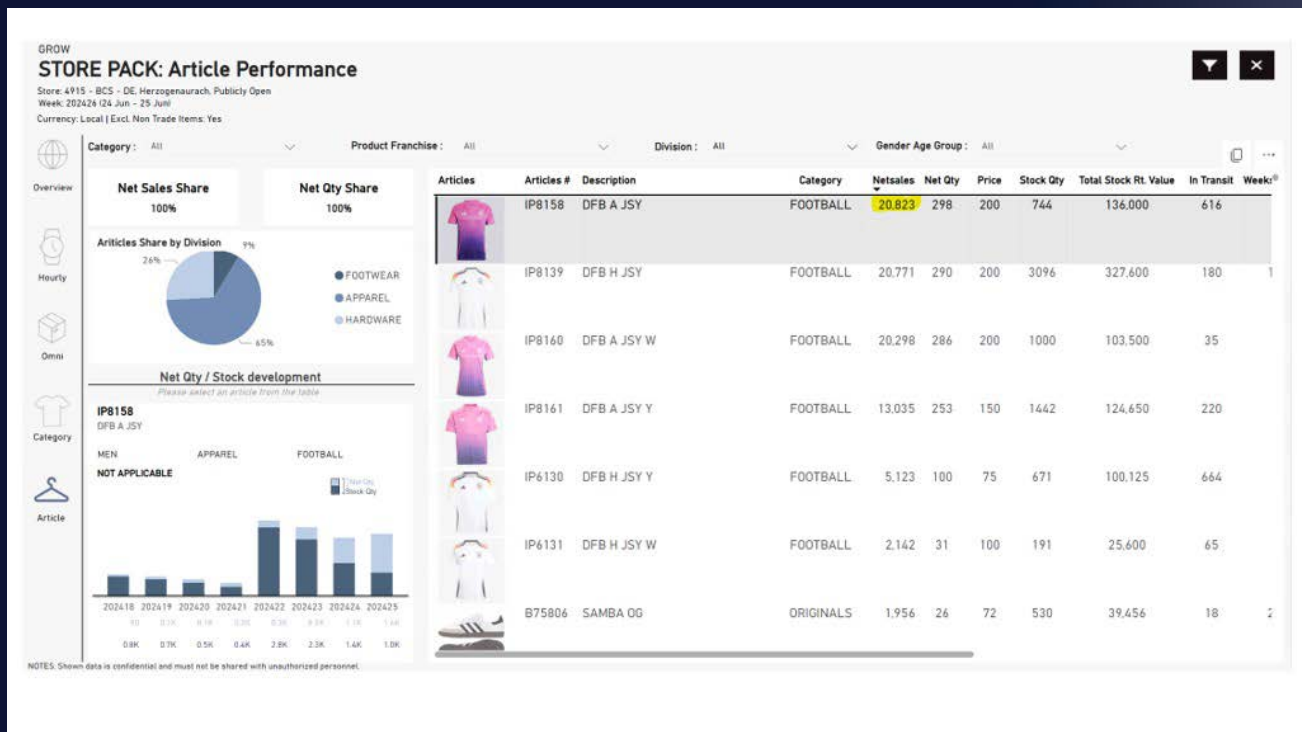 GROW
STORE PACK: Article Performance
Store: 4915 - BCS - DE, Herzogenaurach, Publicly Open
Week: 202426 (24 Jun - 25 Jun)
Currency: Local | Excl. Non Trade Items: Yes
Category : All Product Franchise : All Division : All Gender Age Group : All
Overview
Hourly
Omni
Category
Article
Net Sales Share
100%
Net Qty Share
100%
Ariticles Share by Division
9%
26%
65%
FOOTWEAR
APPAREL
HARDWARE
Net Qty / Stock development
Please select an article from the table
IP8158
DFB A JSY
MEN APPAREL FOOTBALL
NOT APPLICABLE
Net Qty
Stock Qty
202418 202419 202420 202421 202422 202423 202424 202425
0.8K 0.7K 0.5K 0.4K 2.8K 2.3K 1.4K 1.0K
Articles Articles # Description Category Netsales Net Qty Price Stock Qty Total Stock Rt. Value In Transit Weeks
IP8158 DFB A JSY FOOTBALL 20,823 298 200 744 136,000 616
IP8139 DFB H JSY FOOTBALL 20,771 290 200 3096 327,600 180 1
IP8160 DFB A JSY W FOOTBALL 20,298 286 200 1000 103,500 35
IP8161 DFB A JSY Y FOOTBALL 13,035 253 150 1442 124,650 220
IP6130 DFB H JSY Y FOOTBALL 5,123 100 75 671 100,125 664
IP6131 DFB H JSY W FOOTBALL 2,142 31 100 191 25,600 65
B75806 SAMBA OG ORIGINALS 1,956 26 72 530 39,456 18 2
NOTES: Shown data is confidential and must not be shared with unauthorized personnel.